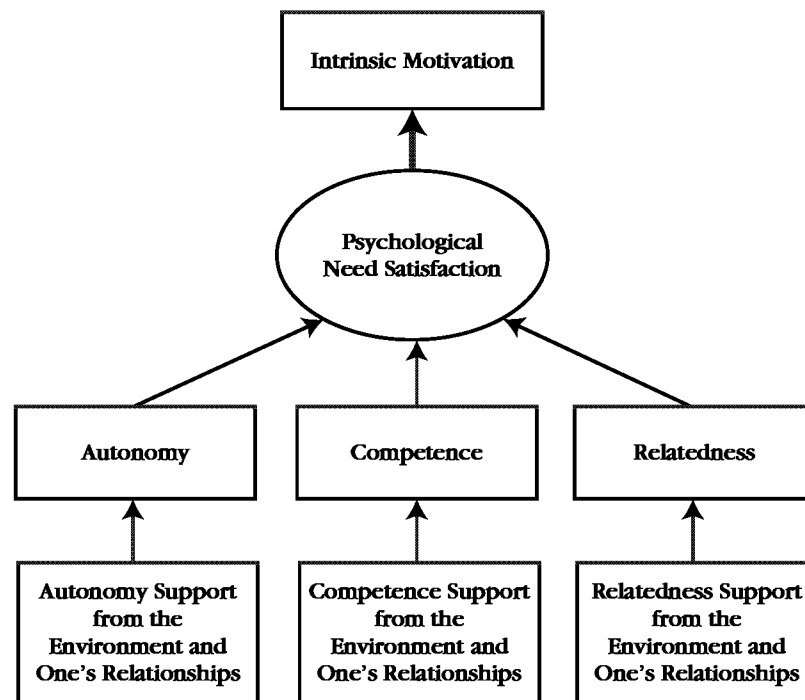 Intrinsic Motivation
Psychological
Need Satisfaction
Autonomy
Competence
Relatedness
Autonomy Support
from the
Environment and
One's Relationships
Competence Support
from the
Environment and
One's Relationships
Relatedness Support
from the
Environment and
One's Relationships